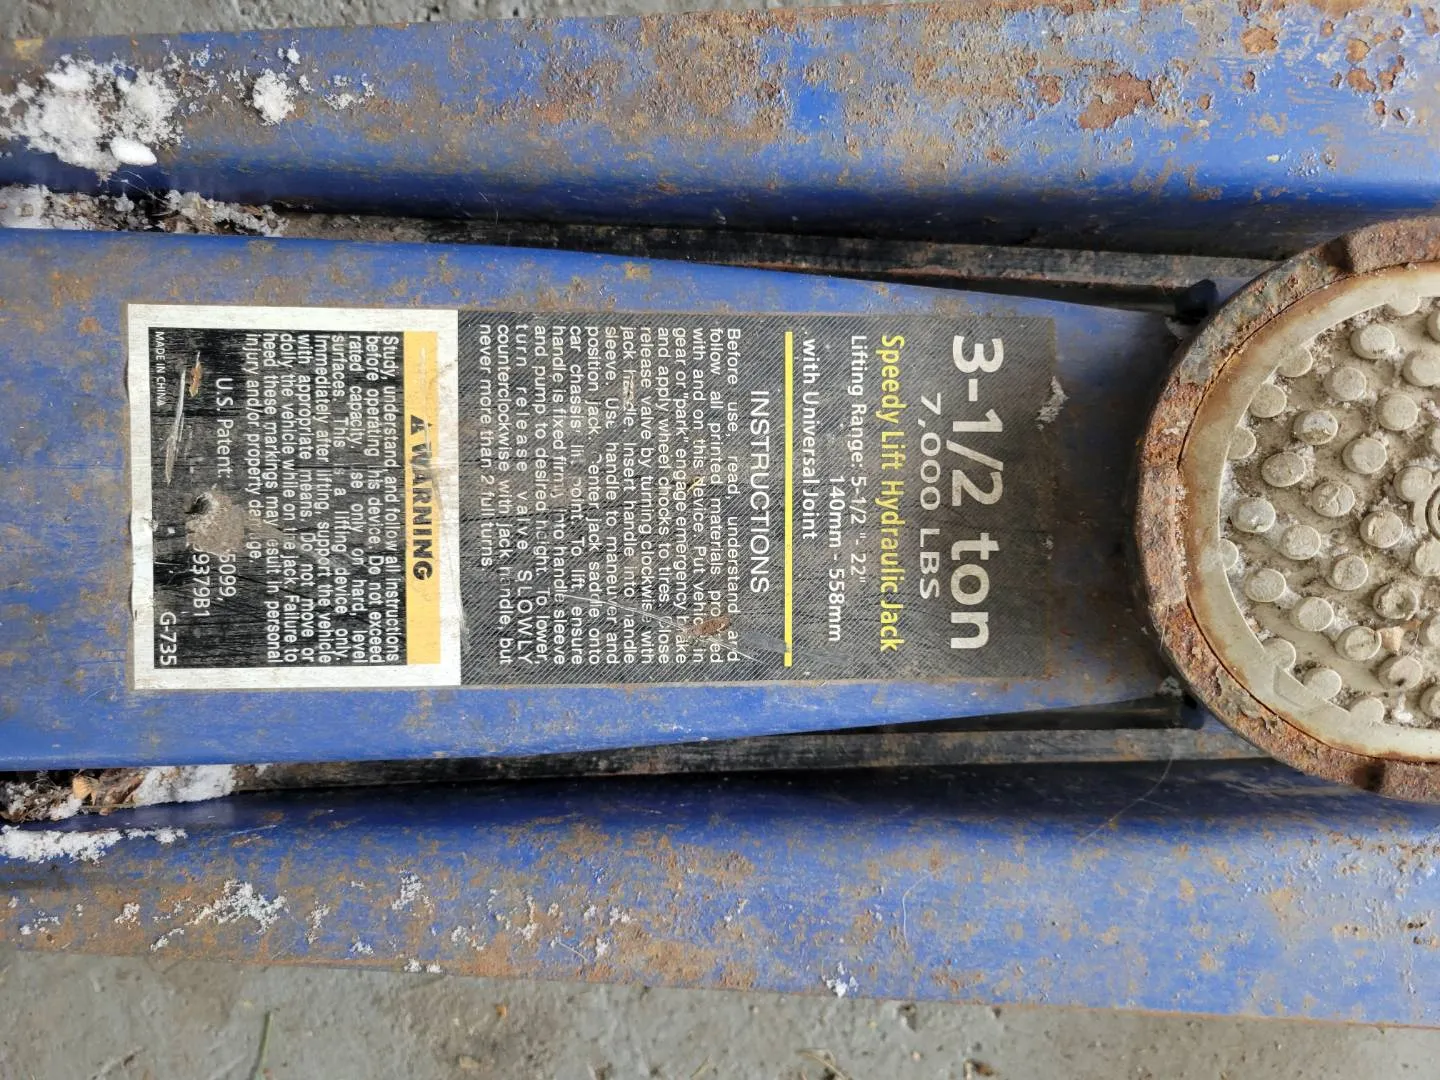 3-1/2 ton
7,000 LBS
Speedy Lift Hydraulic Jack
Lifting Range: 5-1/2"- 22"
140mm - 558mm
with Universal Joint
INSTRUCTIONS
Before use, read, understand and
follow all printed materials provided
with and on this device. Put vehicle in
gear or "park" engage emergency brake
and apply wheel chocks to tires. Close
release valve by turning clockwise with
jack handle. Insert handle into handle
sleeve. Use handle to maneuver and
position jack. Center jack saddle onto
car chassis lift point. To lift, ensure
handle is fixed firmly into handle sleeve
and pump to desired height. To lower,
turn release valve SLOWLY
counterclockwise with jack handle, but
never more than 2 full turns.
WARNING
Study, understand and follow all instructions
before operating this device. Do not exceed
rated capacity. Use only on hard, level
surfaces. This is a lifting device only.
Immediately after lifting, support the vehicle
with appropriate means. Do not move or
dolly the vehicle while on the jack. Failure to
heed these markings may result in personal
injury and/or property damage.
U.S. Patent: 5099,
9379B1
MADE IN CHINA
G-735